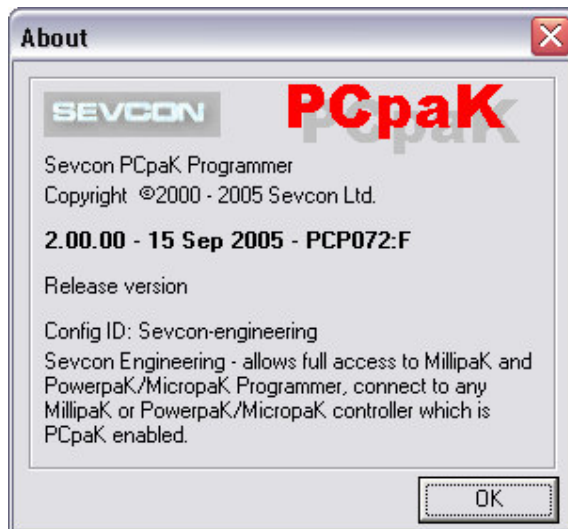 About
SEVCON
PCpaK
Sevcon PCpaK Programmer
Copyright ©2000 - 2005 Sevcon Ltd.
2.00.00 - 15 Sep 2005 - PCP072:F
Release version
Config ID: Sevcon-engineering
Sevcon Engineering - allows full access to MillipaK and
PowerpaK/MicropaK Programmer, connect to any
MillipaK or PowerpaK/MicropaK controller which is
PCpaK enabled.
OK